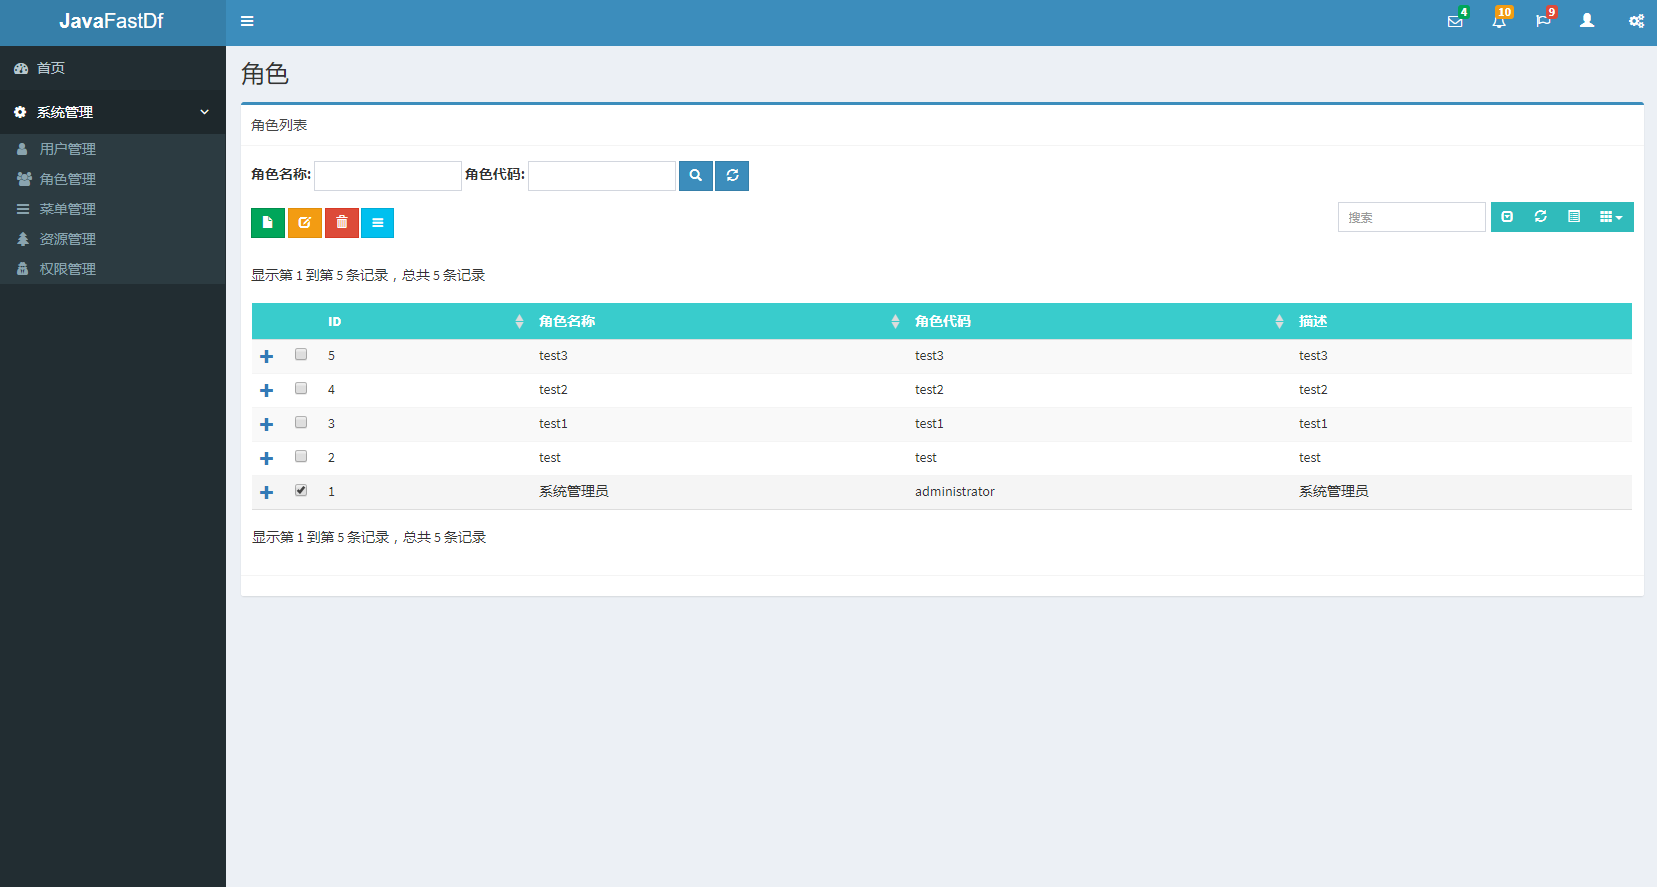 JavaFastDf
4
10
9
首页
系统管理
用户管理
角色管理
菜单管理
资源管理
权限管理
角色
角色列表
角色名称: 角色代码:
搜索
显示第 1 到第 5 条记录，总共 5 条记录
ID 角色名称 角色代码 描述
5 test3 test3 test3
4 test2 test2 test2
3 test1 test1 test1
2 test test test
1 系统管理员 administrator 系统管理员
显示第 1 到第 5 条记录，总共 5 条记录